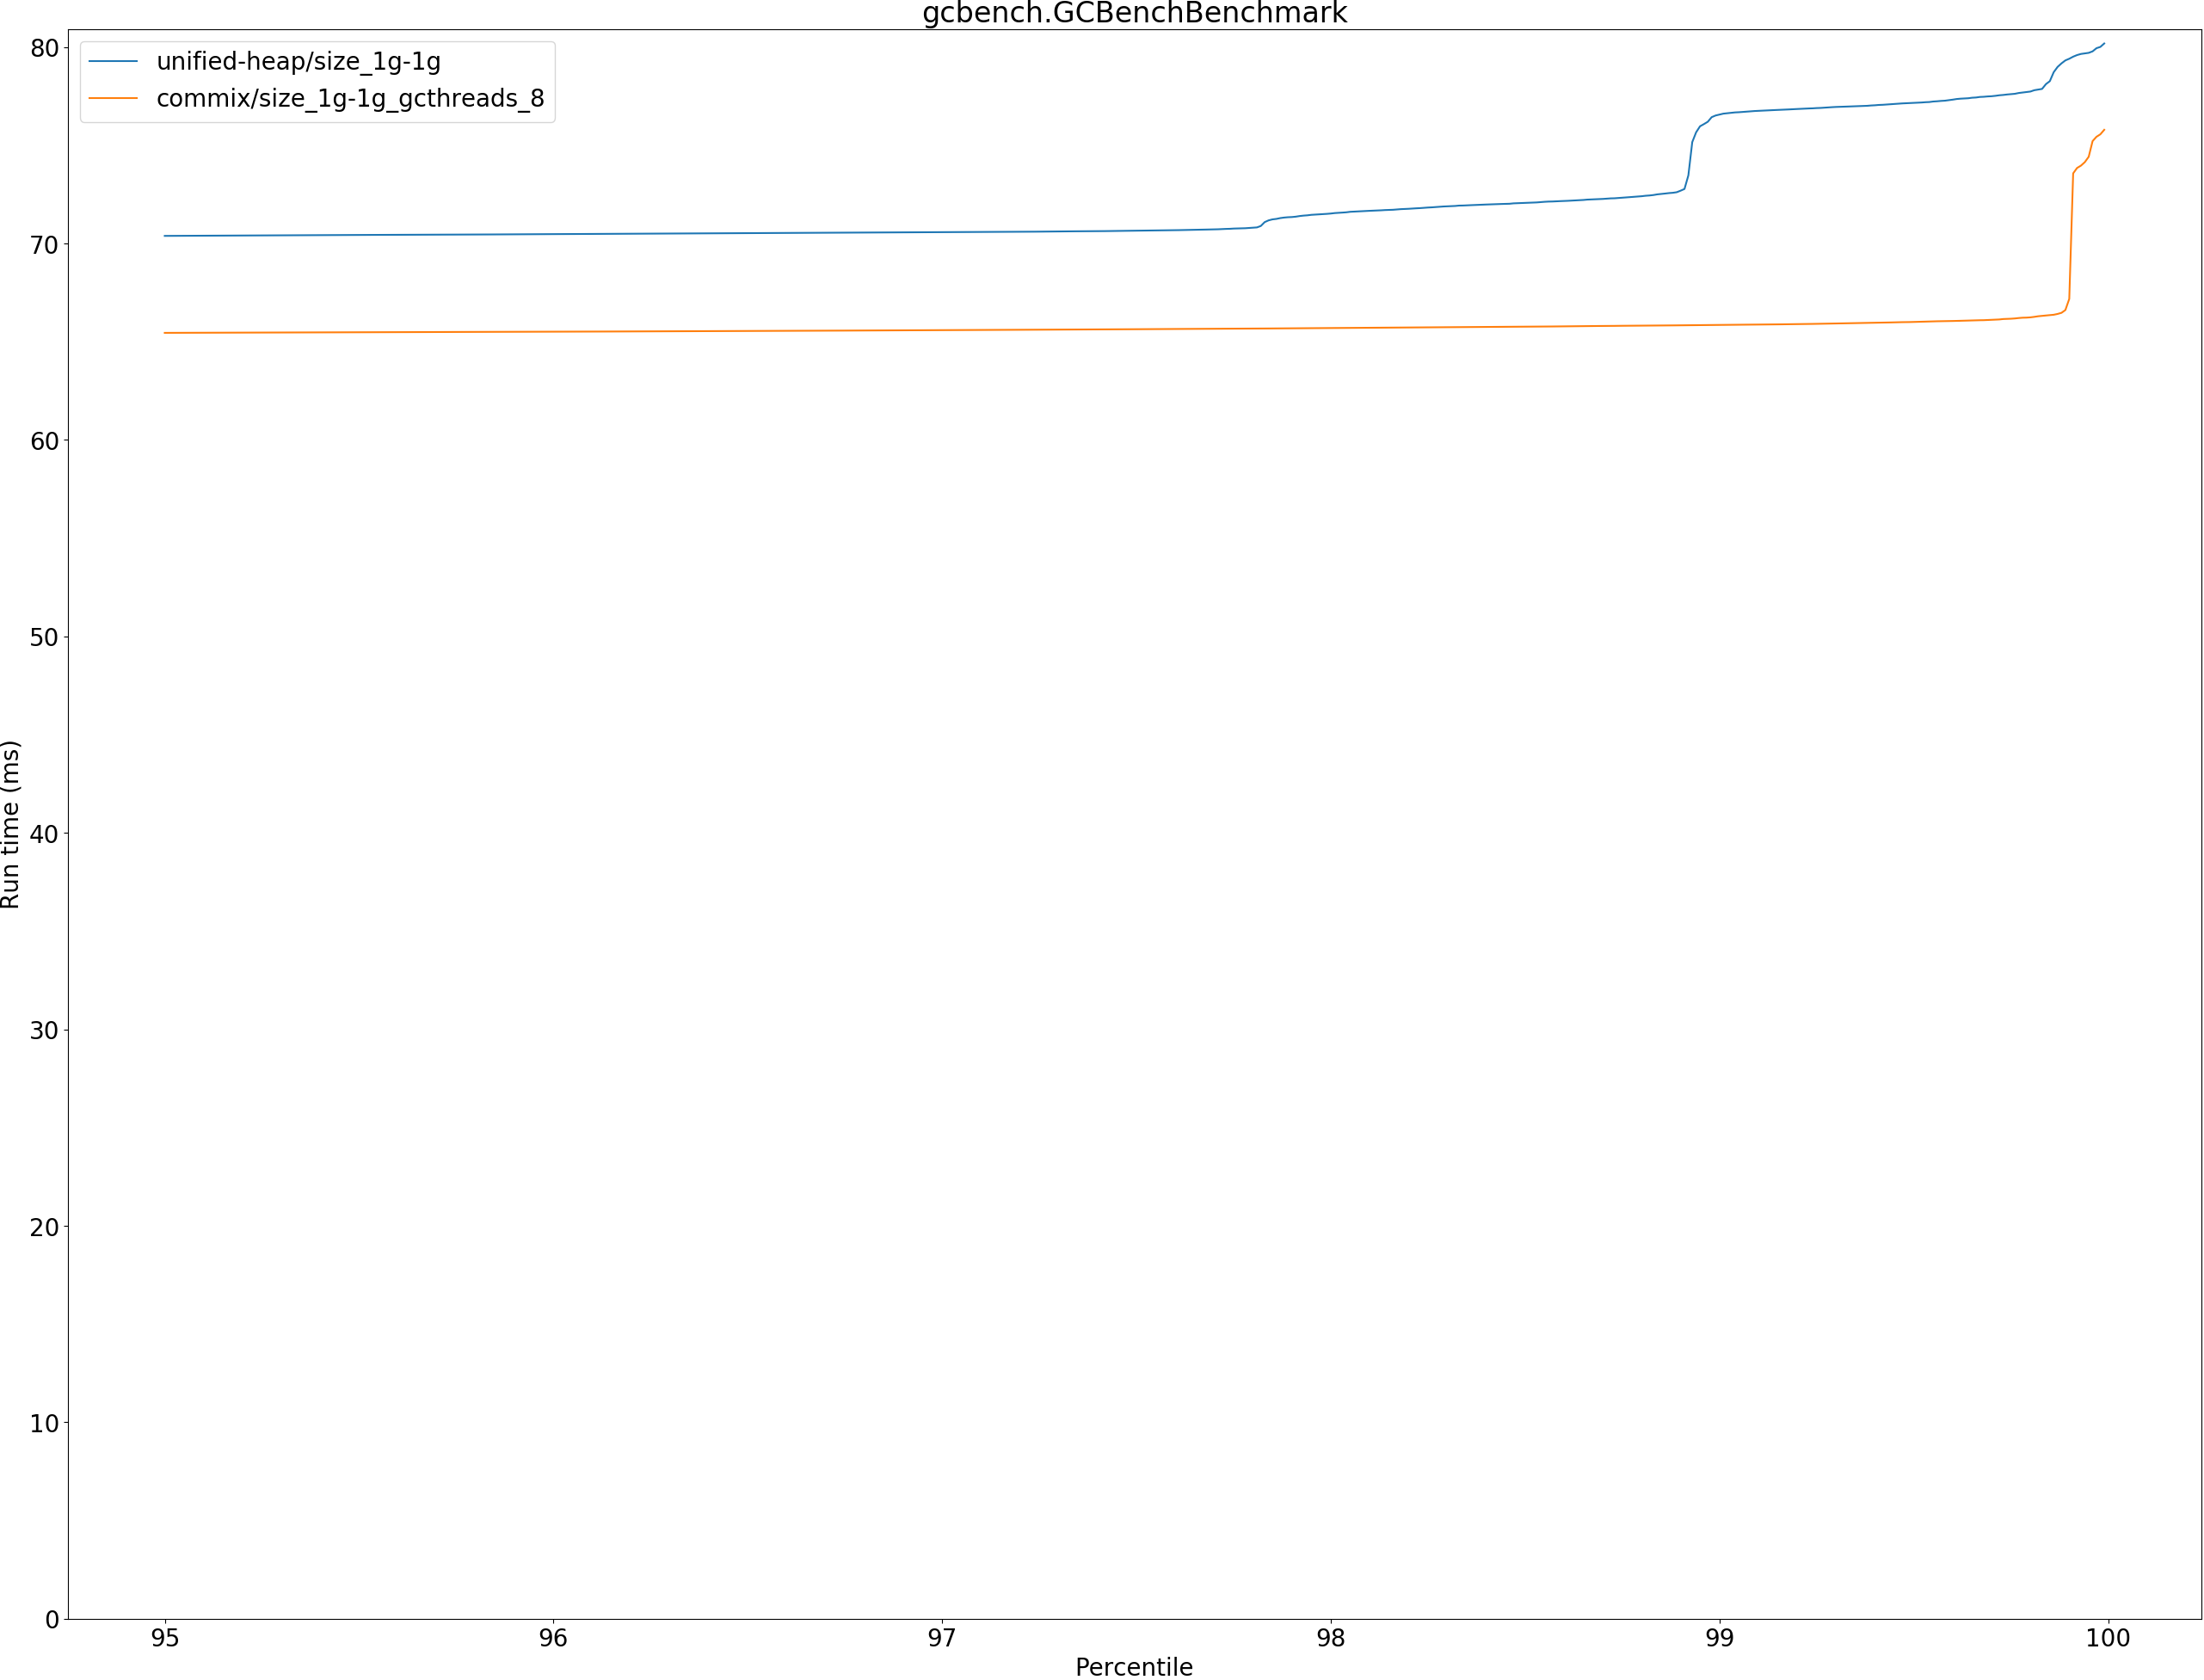 gcbench.GCBenchBenchmark
unified-heap/size_1g-1g
commix/size_1g-1g_gcthreads_8
80
70
60
50
40
30
20
10
0
Run time (ms)
95 96 97 98 99 100
Percentile